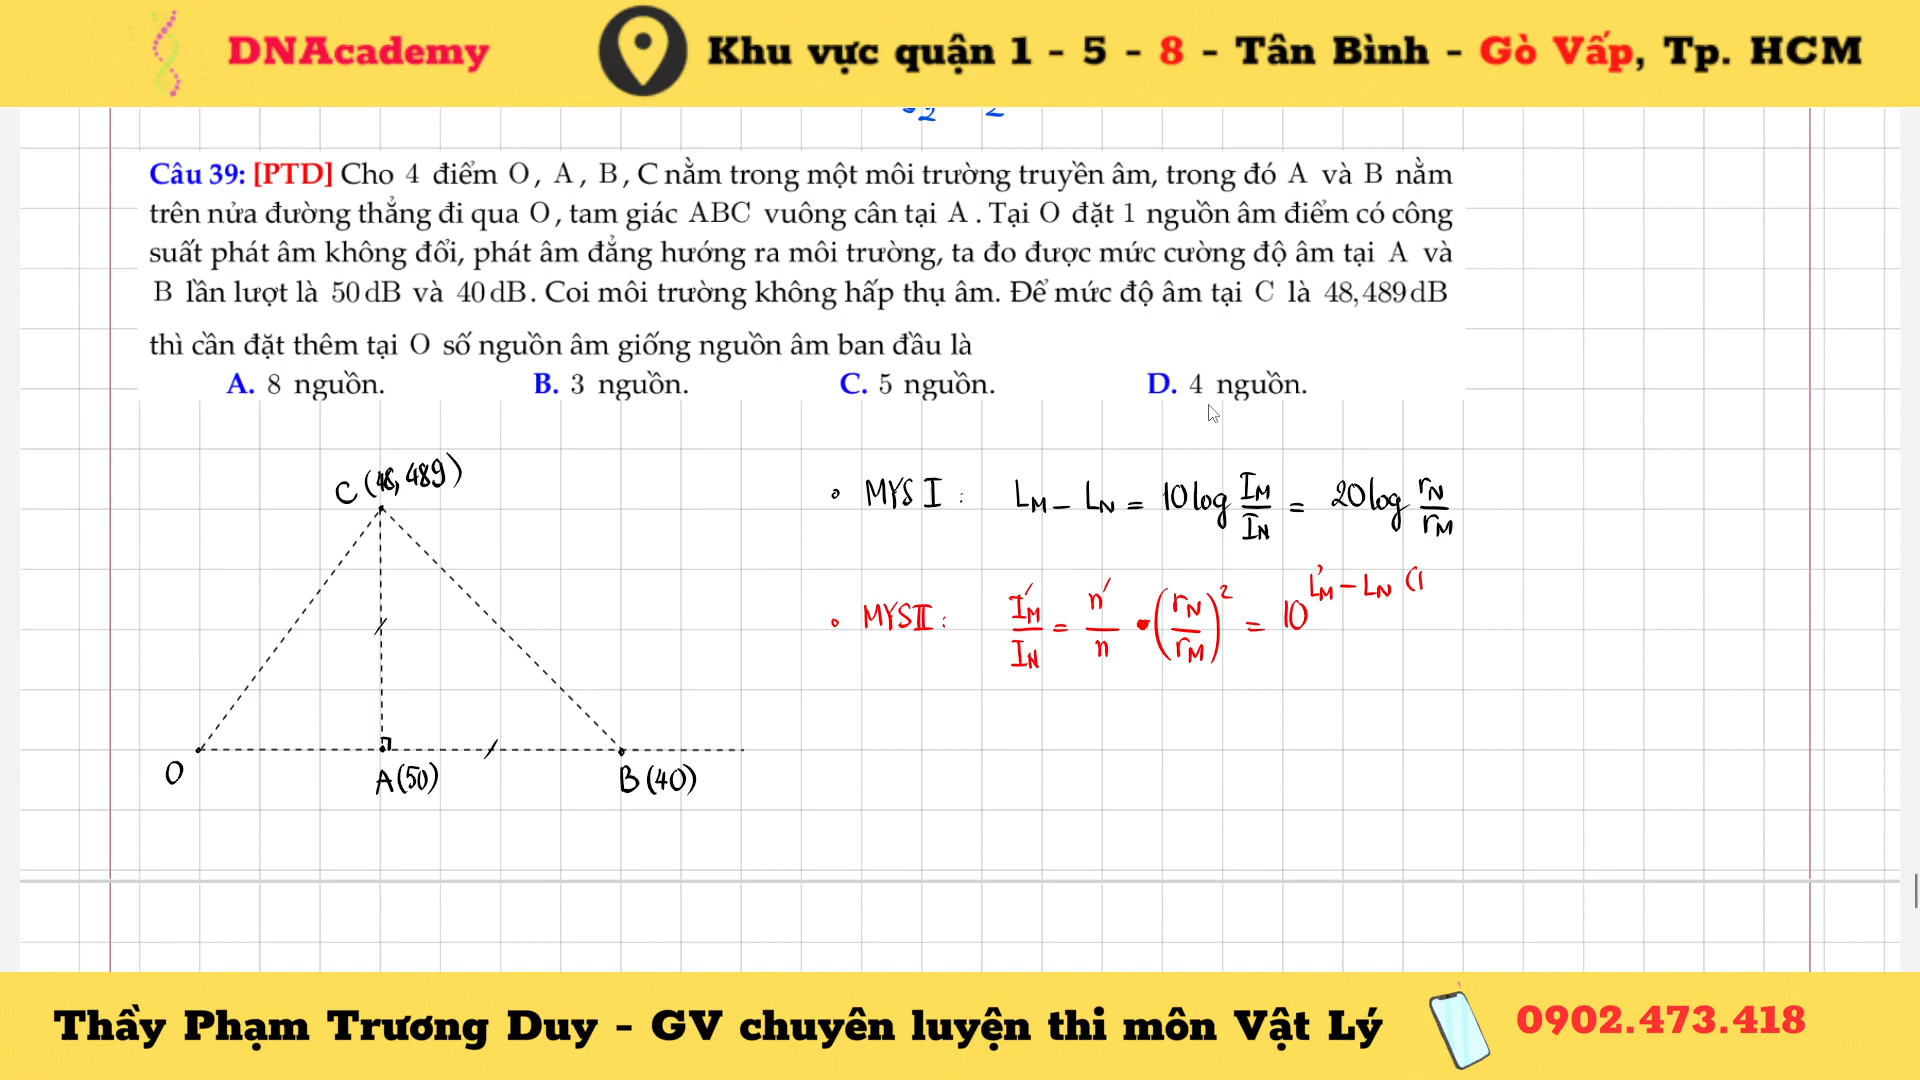 DNAcademy
Khu vực quận 1 - 5 - 8 - Tân Bình - Gò Vấp, Tp. HCM
Câu 39: [PTD] Cho 4 điểm O, A, B, C nằm trong một môi trường truyền âm, trong đó A và B nằm
trên nửa đường thẳng đi qua O, tam giác ABC vuông cân tại A. Tại O đặt 1 nguồn âm điểm có công
suất phát âm không đổi, phát âm đẳng hướng ra môi trường, ta đo được mức cường độ âm tại A và
B lần lượt là 50 dB và 40 dB. Coi môi trường không hấp thụ âm. Để mức độ âm tại C là 48,489 dB
thì cần đặt thêm tại O số nguồn âm giống nguồn âm ban đầu là
A. 8 nguồn. B. 3 nguồn. C. 5 nguồn. D. 4 nguồn.
C (48,489)
O
A (50)
B (40)
• MYS I : L_M - L_N = 10 log I_M/I_N = 20 log r_N/r_M
• MYS II : I'_M/I_N = n'/n • (r_N/r_M)² = 10^(L'_M - L_N (
Thầy Phạm Trương Duy - GV chuyên luyện thi môn Vật Lý
0902.473.418